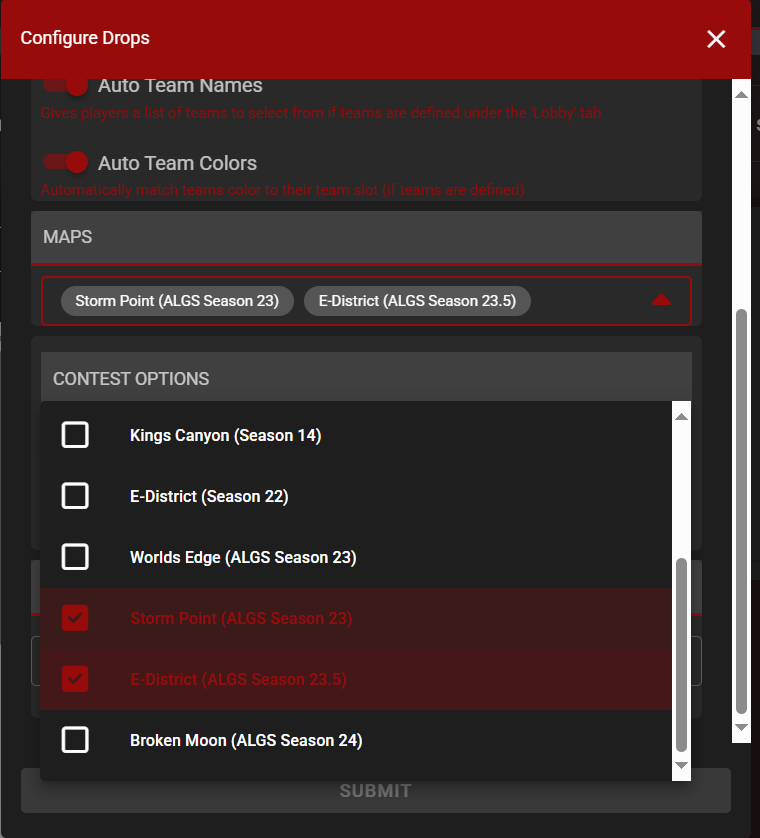 Configure Drops
Auto Team Names
Gives players a list of teams to select from if teams are defined under the 'Lobby' tab
Auto Team Colors
Automatically match teams color to their team slot (if teams are defined)
MAPS
Storm Point (ALGS Season 23) E-District (ALGS Season 23.5)
CONTEST OPTIONS
Kings Canyon (Season 14)
E-District (Season 22)
Worlds Edge (ALGS Season 23)
Storm Point (ALGS Season 23)
E-District (ALGS Season 23.5)
Broken Moon (ALGS Season 24)
SUBMIT